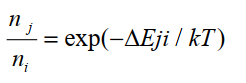 n_j / n_i = exp(−ΔEji / kT)